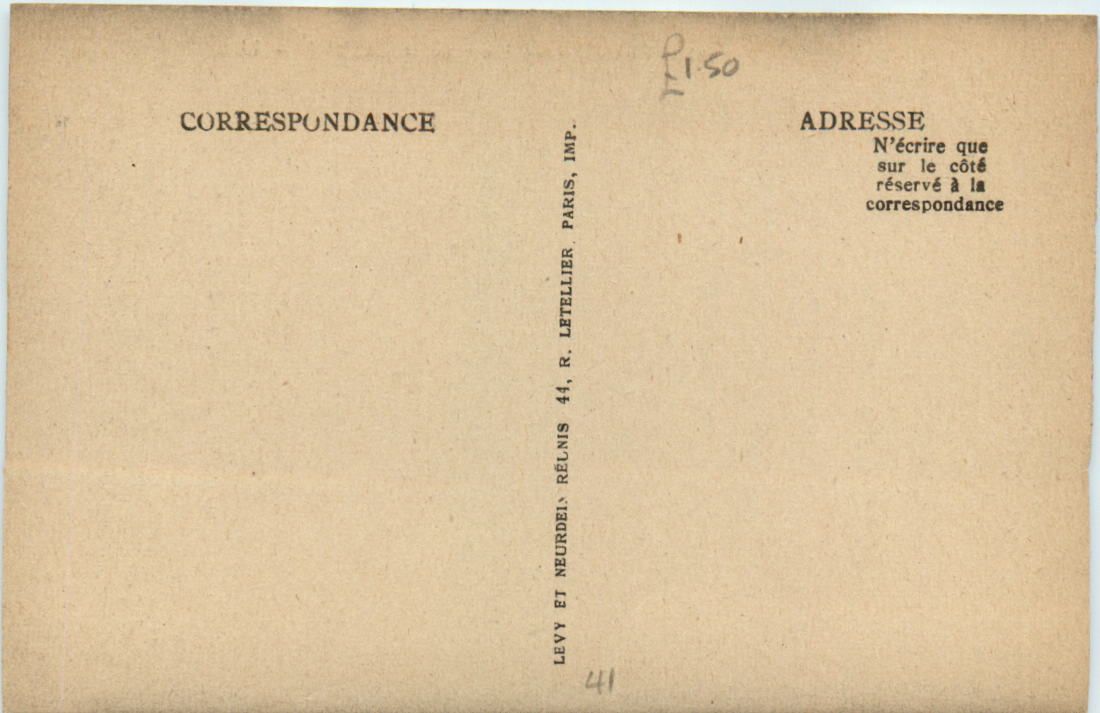 £1.50
CORRESPONDANCE
ADRESSE
N'écrire que
sur le côté
réservé à la
correspondance
LEVY ET NEURDEIN RÉUNIS 44, R. LETELLIER, PARIS, IMP.
41